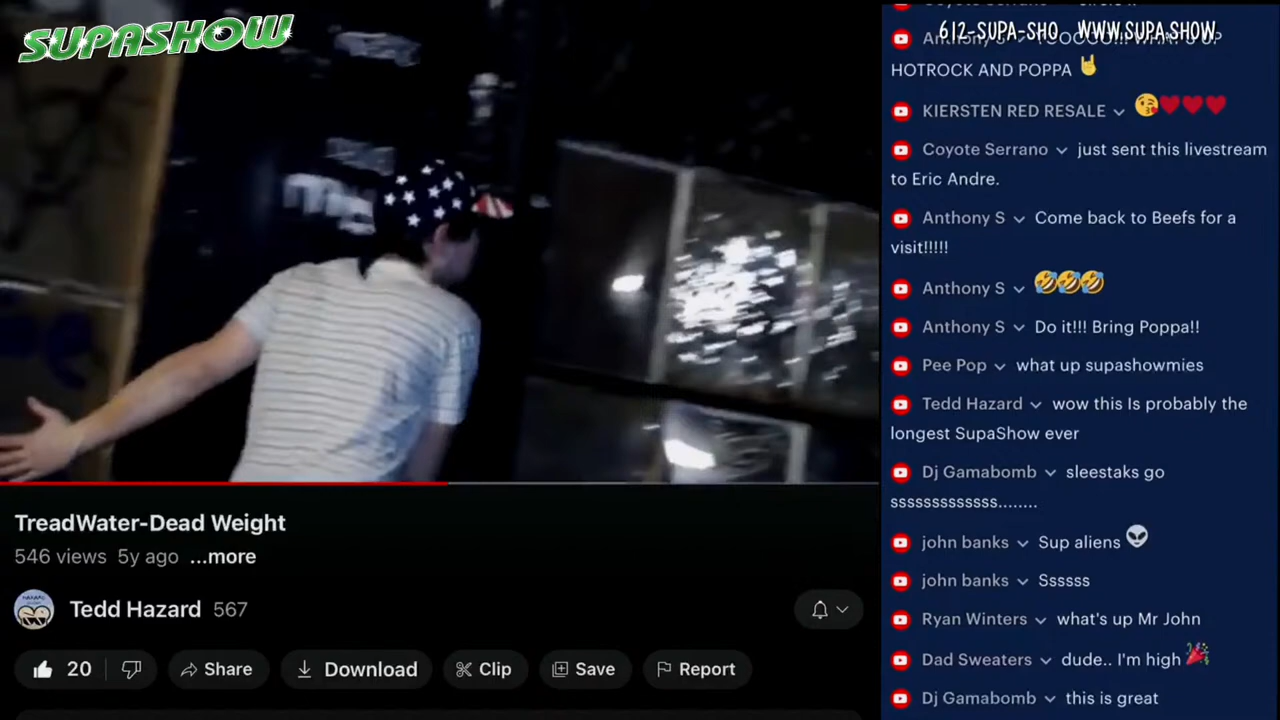 SUPASHOW
TreadWater-Dead Weight
546 views 5y ago ...more
Tedd Hazard 567
20 Share Download Clip Save Report
612-SUPA-SHO WWW.SUPA.SHOW
Coyote Serrano
Anthony S
HOTROCK AND POPPA 🤘
KIERSTEN RED RESALE 😘❤️❤️❤️
Coyote Serrano just sent this livestream
to Eric Andre.
Anthony S Come back to Beefs for a
visit!!!!!
Anthony S 🤣🤣🤣
Anthony S Do it!!! Bring Poppa!!
Pee Pop what up supashowmies
Tedd Hazard wow this Is probably the
longest SupaShow ever
Dj Gamabomb sleestaks go
sssssssssssss........
john banks Sup aliens 👽
john banks Ssssss
Ryan Winters what's up Mr John
Dad Sweaters dude.. I'm high 🎉
Dj Gamabomb this is great